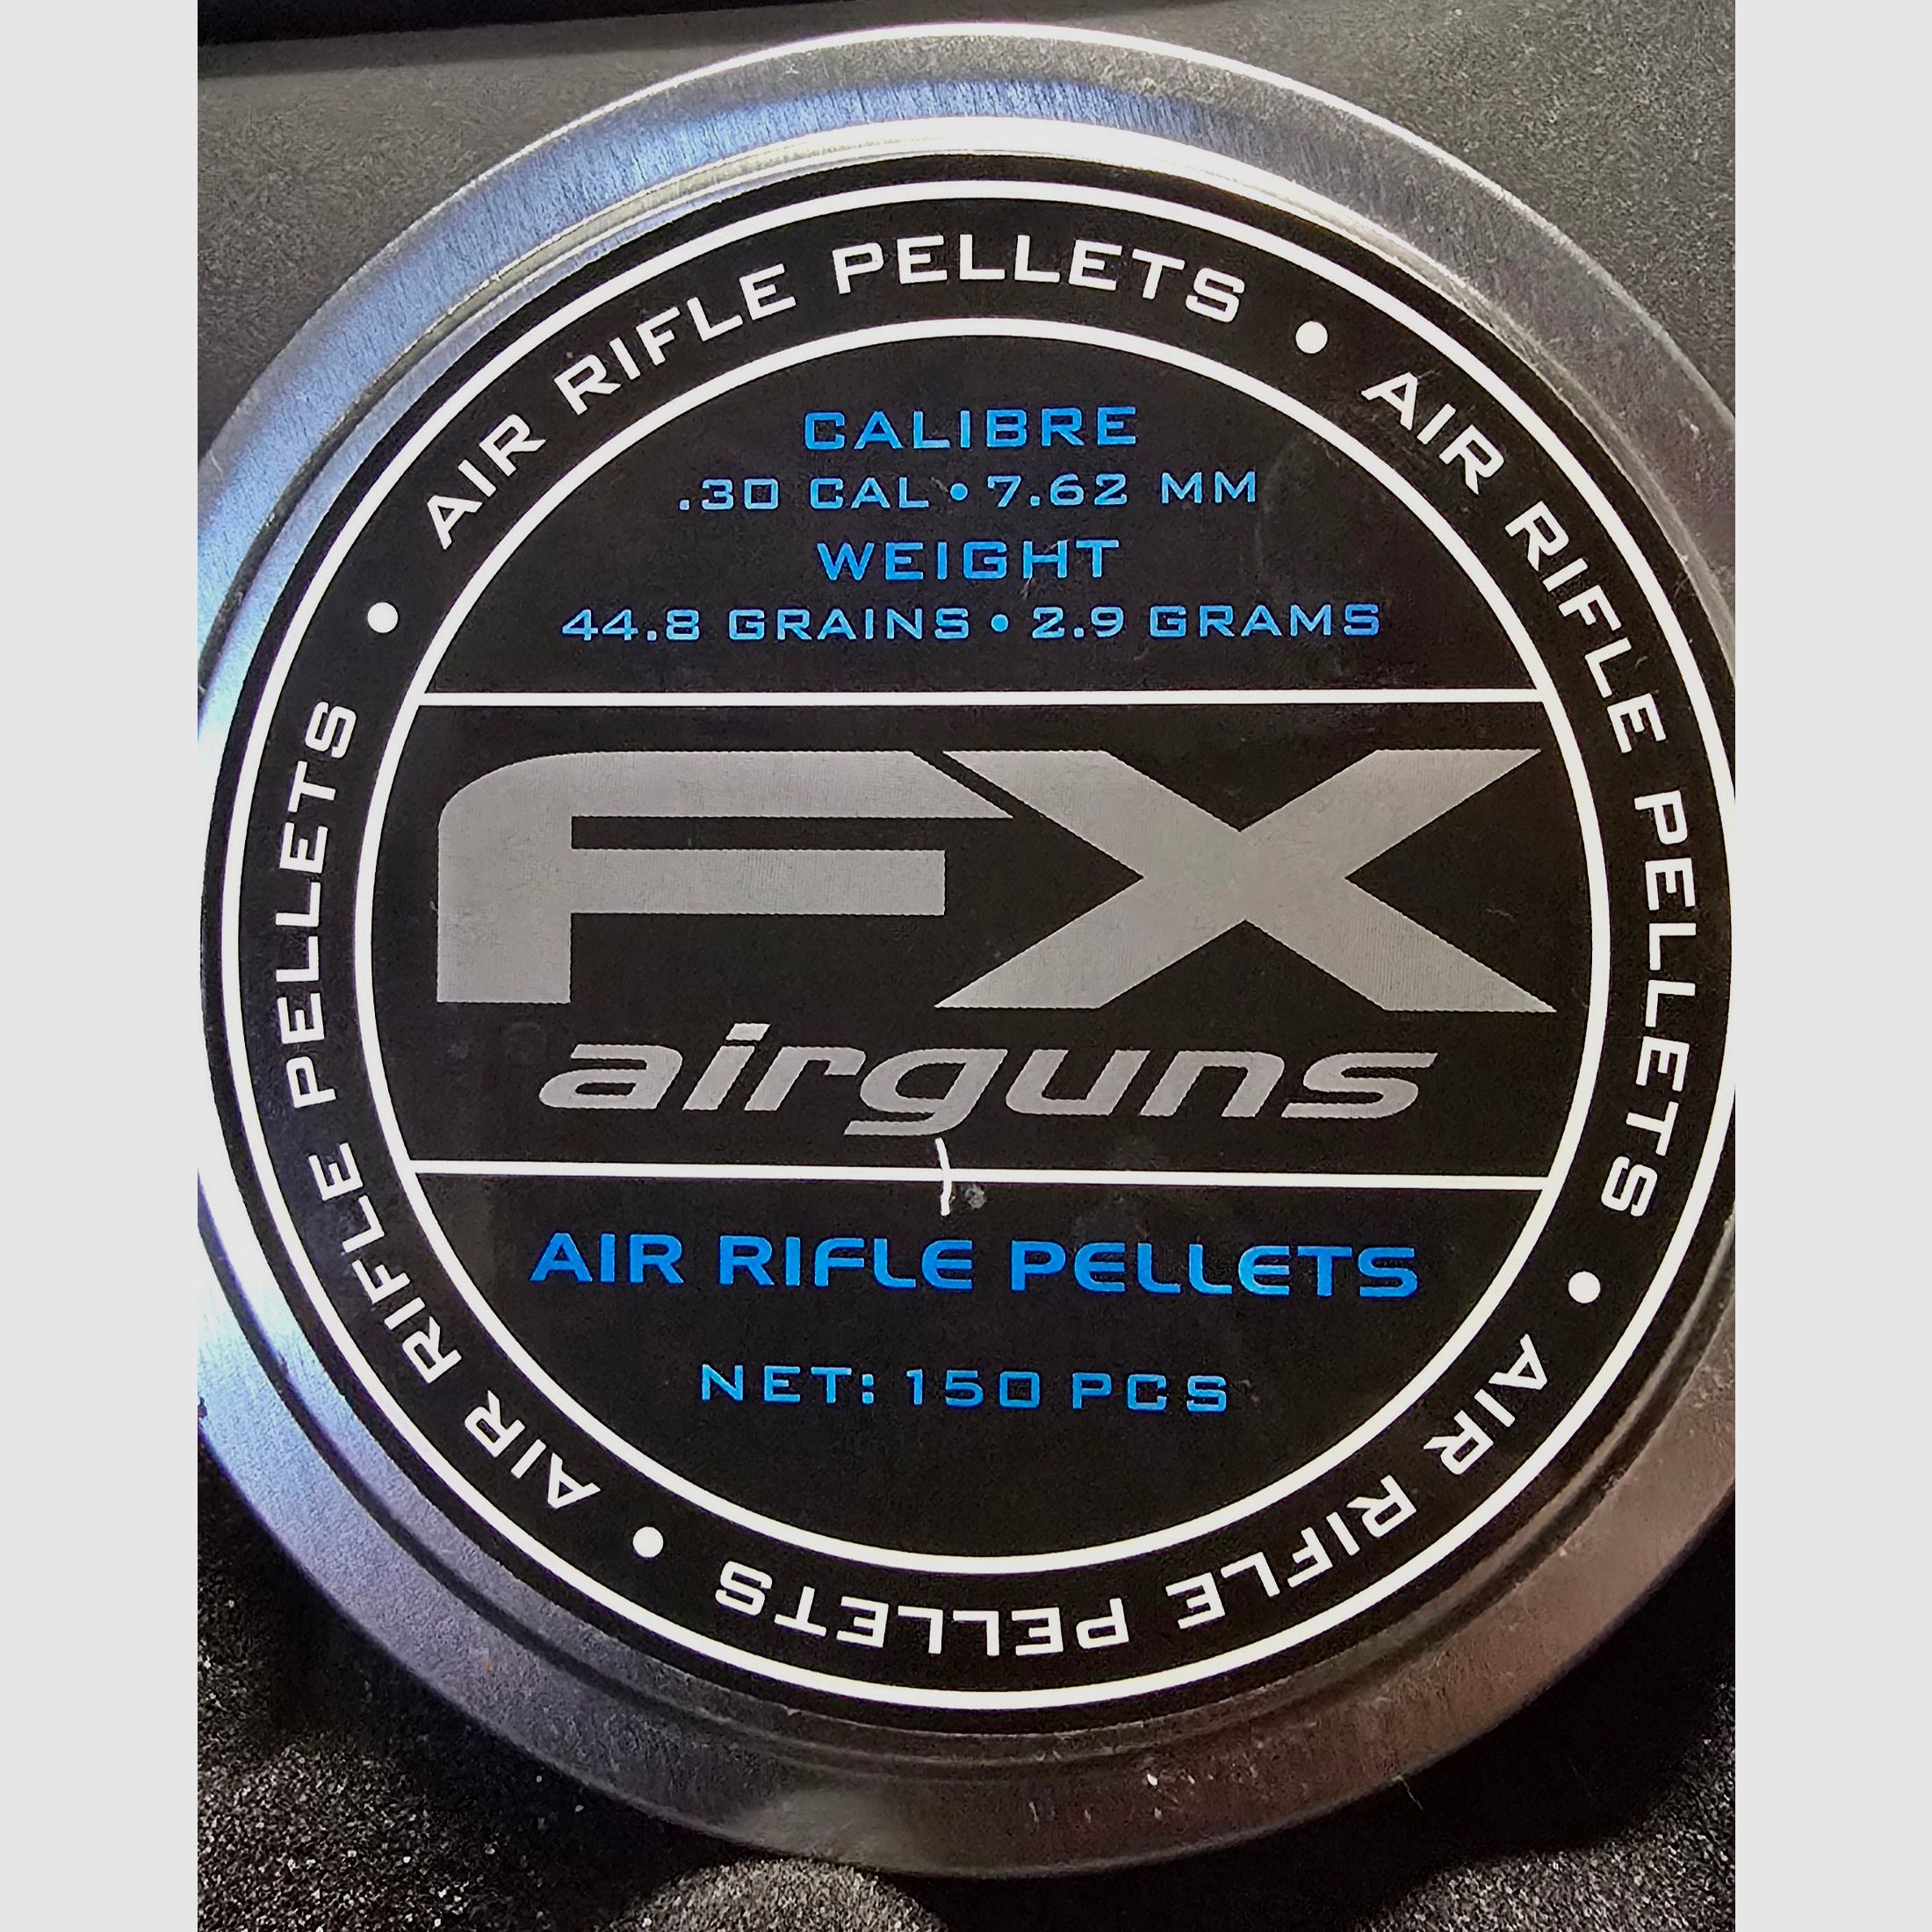 AIR RIFLE PELLETS • AIR RIFLE PELLETS • AIR RIFLE PELLETS • AIR RIFLE PELLETS •
CALIBRE
.30 CAL • 7.62 MM
WEIGHT
44.8 GRAINS • 2.9 GRAMS
FX
airguns
AIR RIFLE PELLETS
NET: 150 PCS